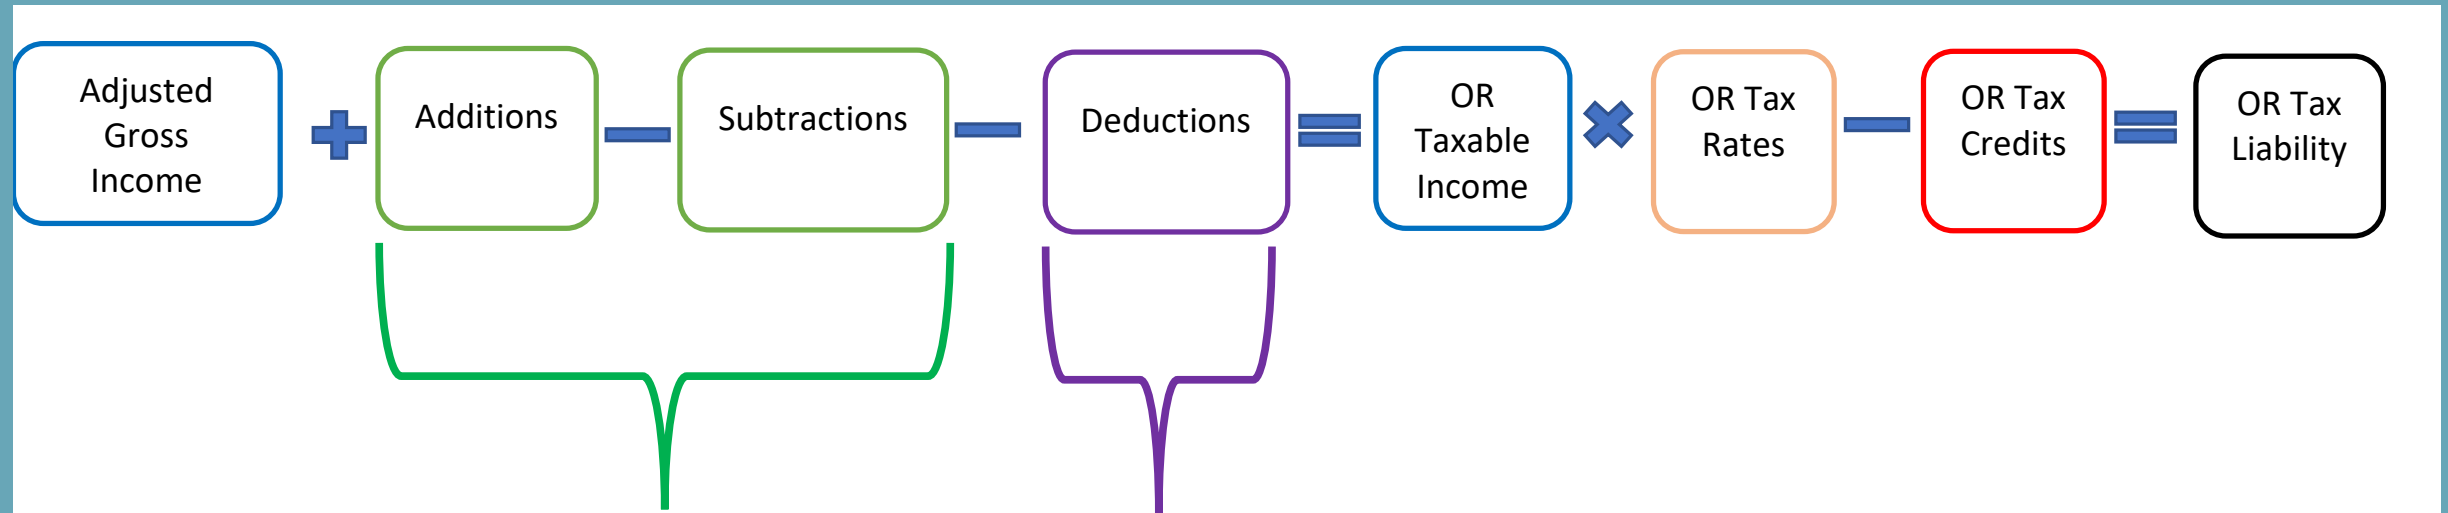 Adjusted
Gross
Income
Additions
Subtractions
Deductions
OR
Taxable
Income
OR Tax
Rates
OR Tax
Credits
OR Tax
Liability